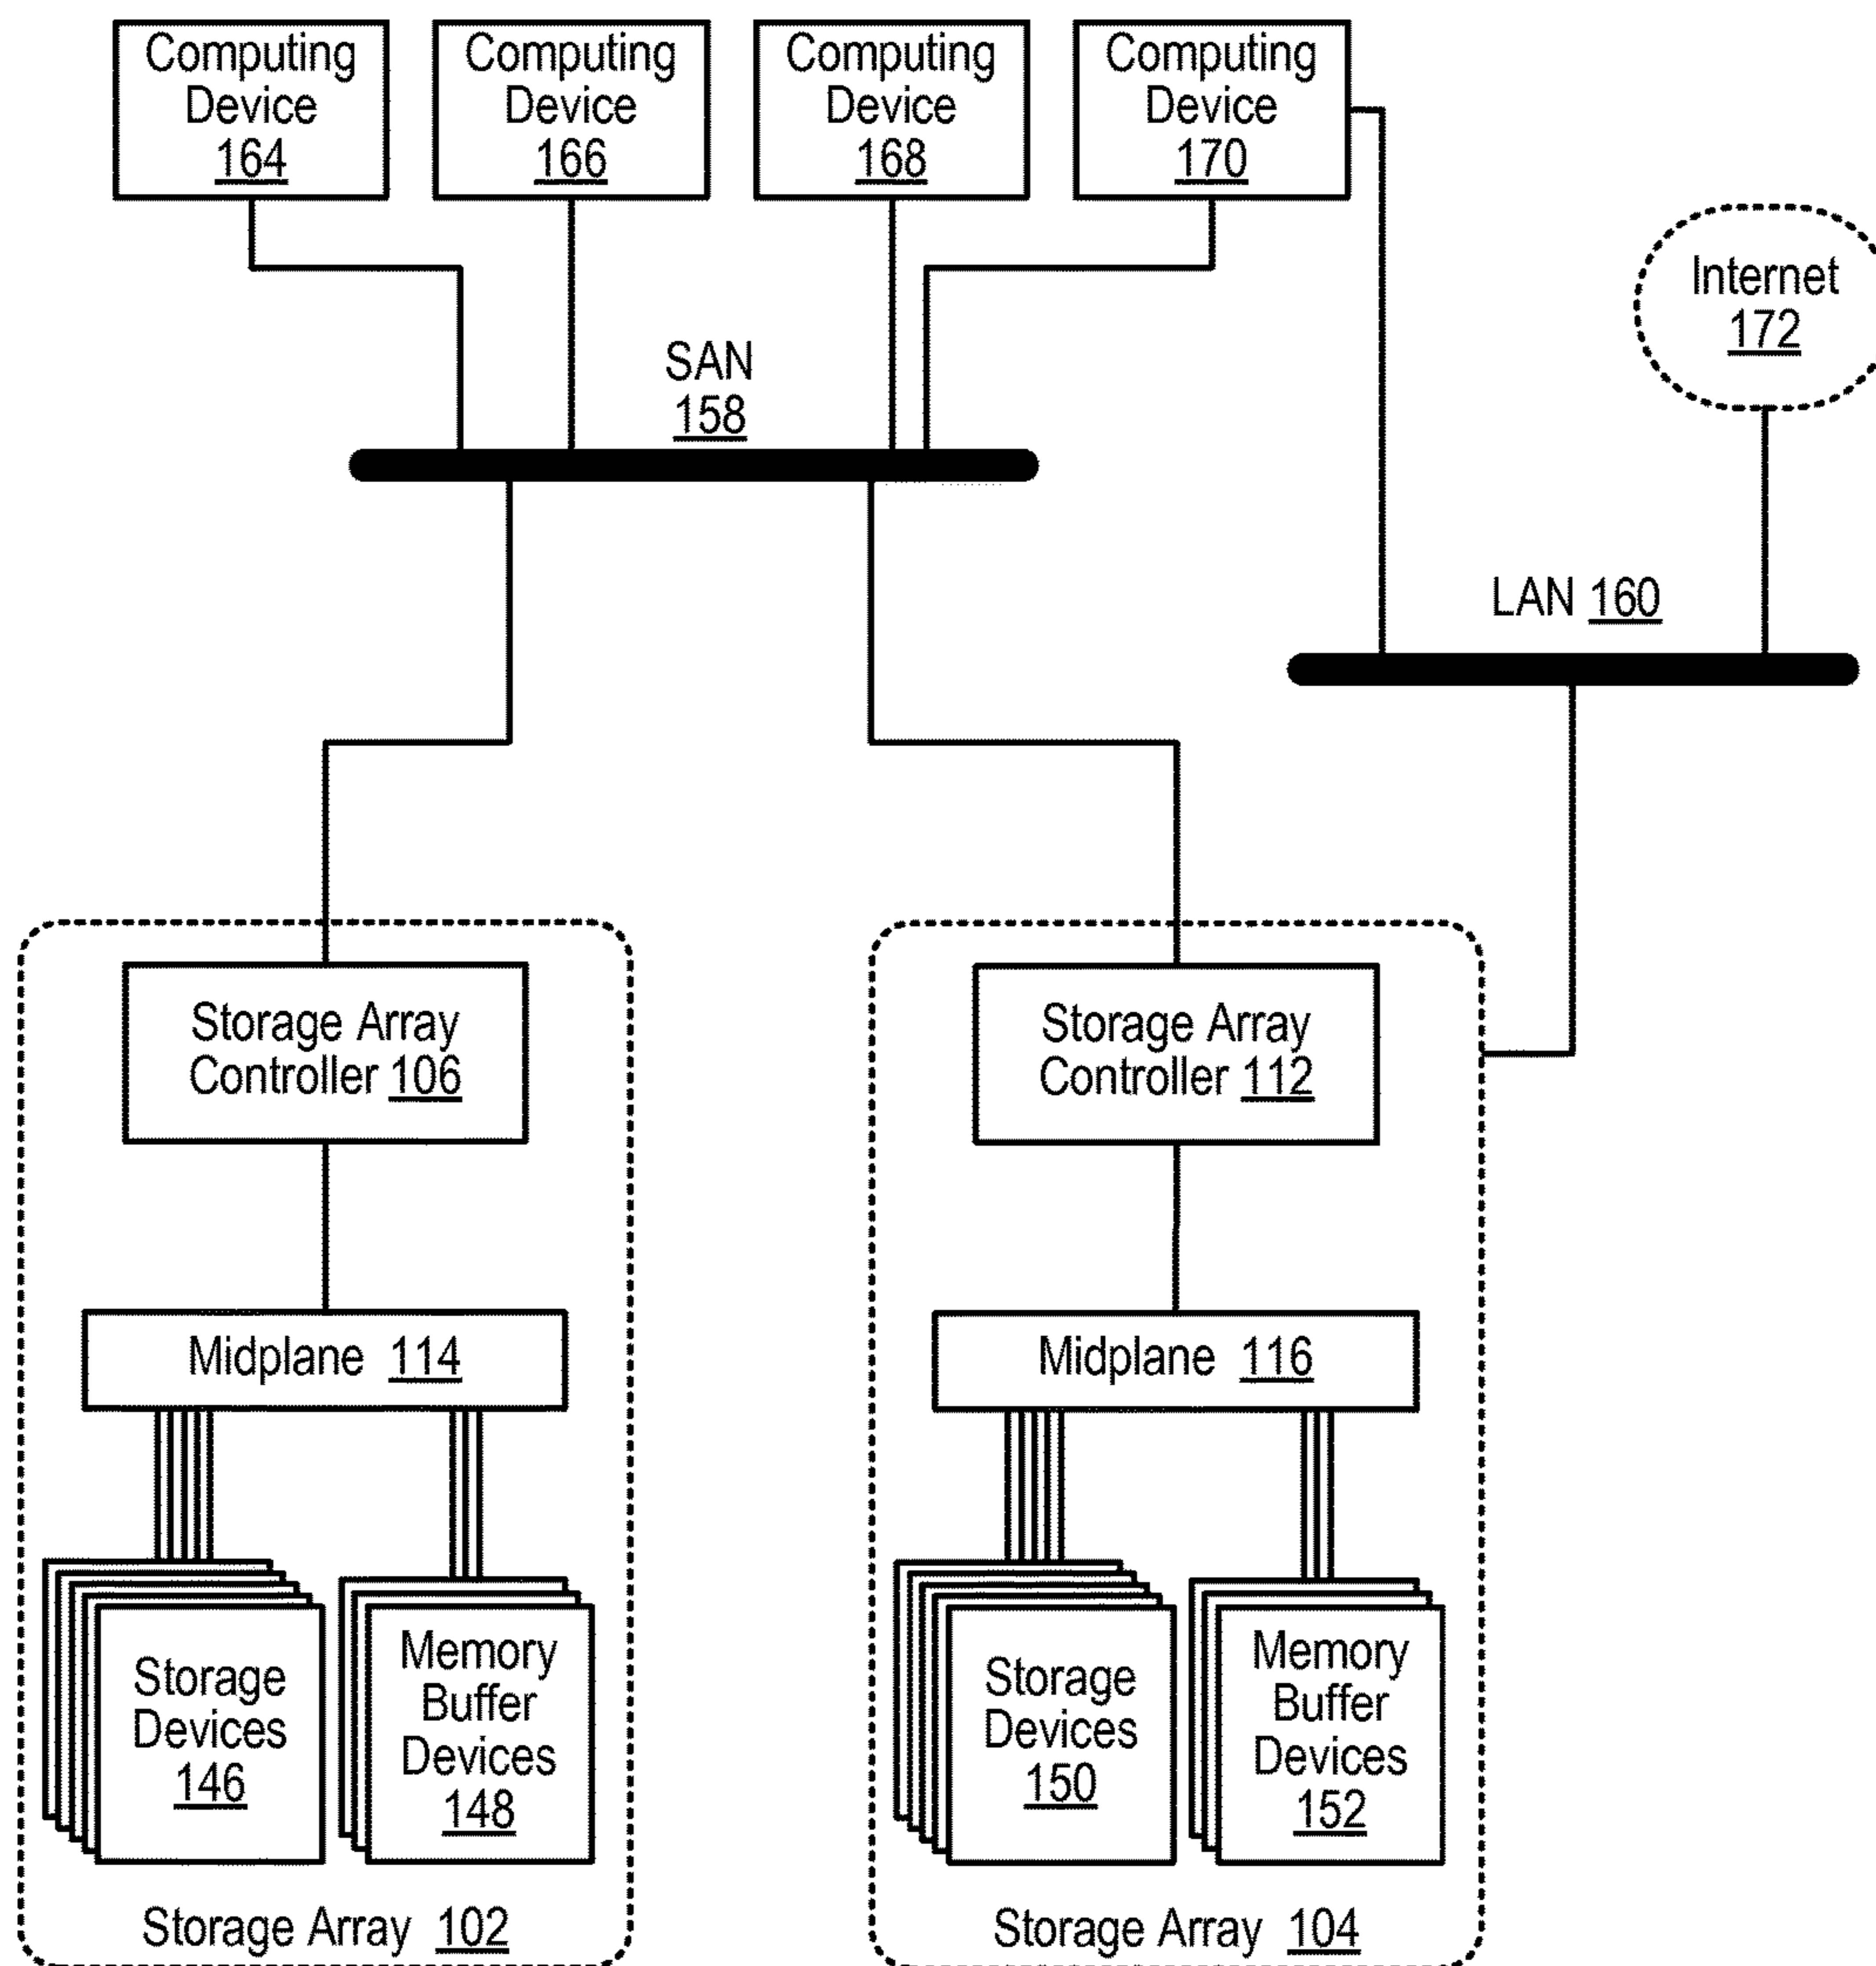 Computing
Device
164
Computing
Device
166
Computing
Device
168
Computing
Device
170
Internet
172
SAN
158
LAN 160
Storage Array
Controller 106
Storage Array
Controller 112
Midplane 114
Midplane 116
Storage
Devices
146
Memory
Buffer
Devices
148
Storage
Devices
150
Memory
Buffer
Devices
152
Storage Array 102
Storage Array 104